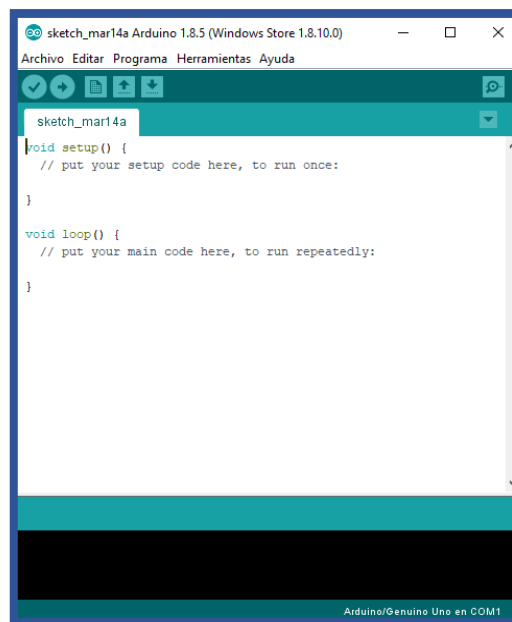 sketch_mar14a Arduino 1.8.5 (Windows Store 1.8.10.0)
Archivo Editar Programa Herramientas Ayuda
sketch_mar14a
void setup() {
  // put your setup code here, to run once:
}
void loop() {
  // put your main code here, to run repeatedly:
}
Arduino/Genuino Uno en COM1